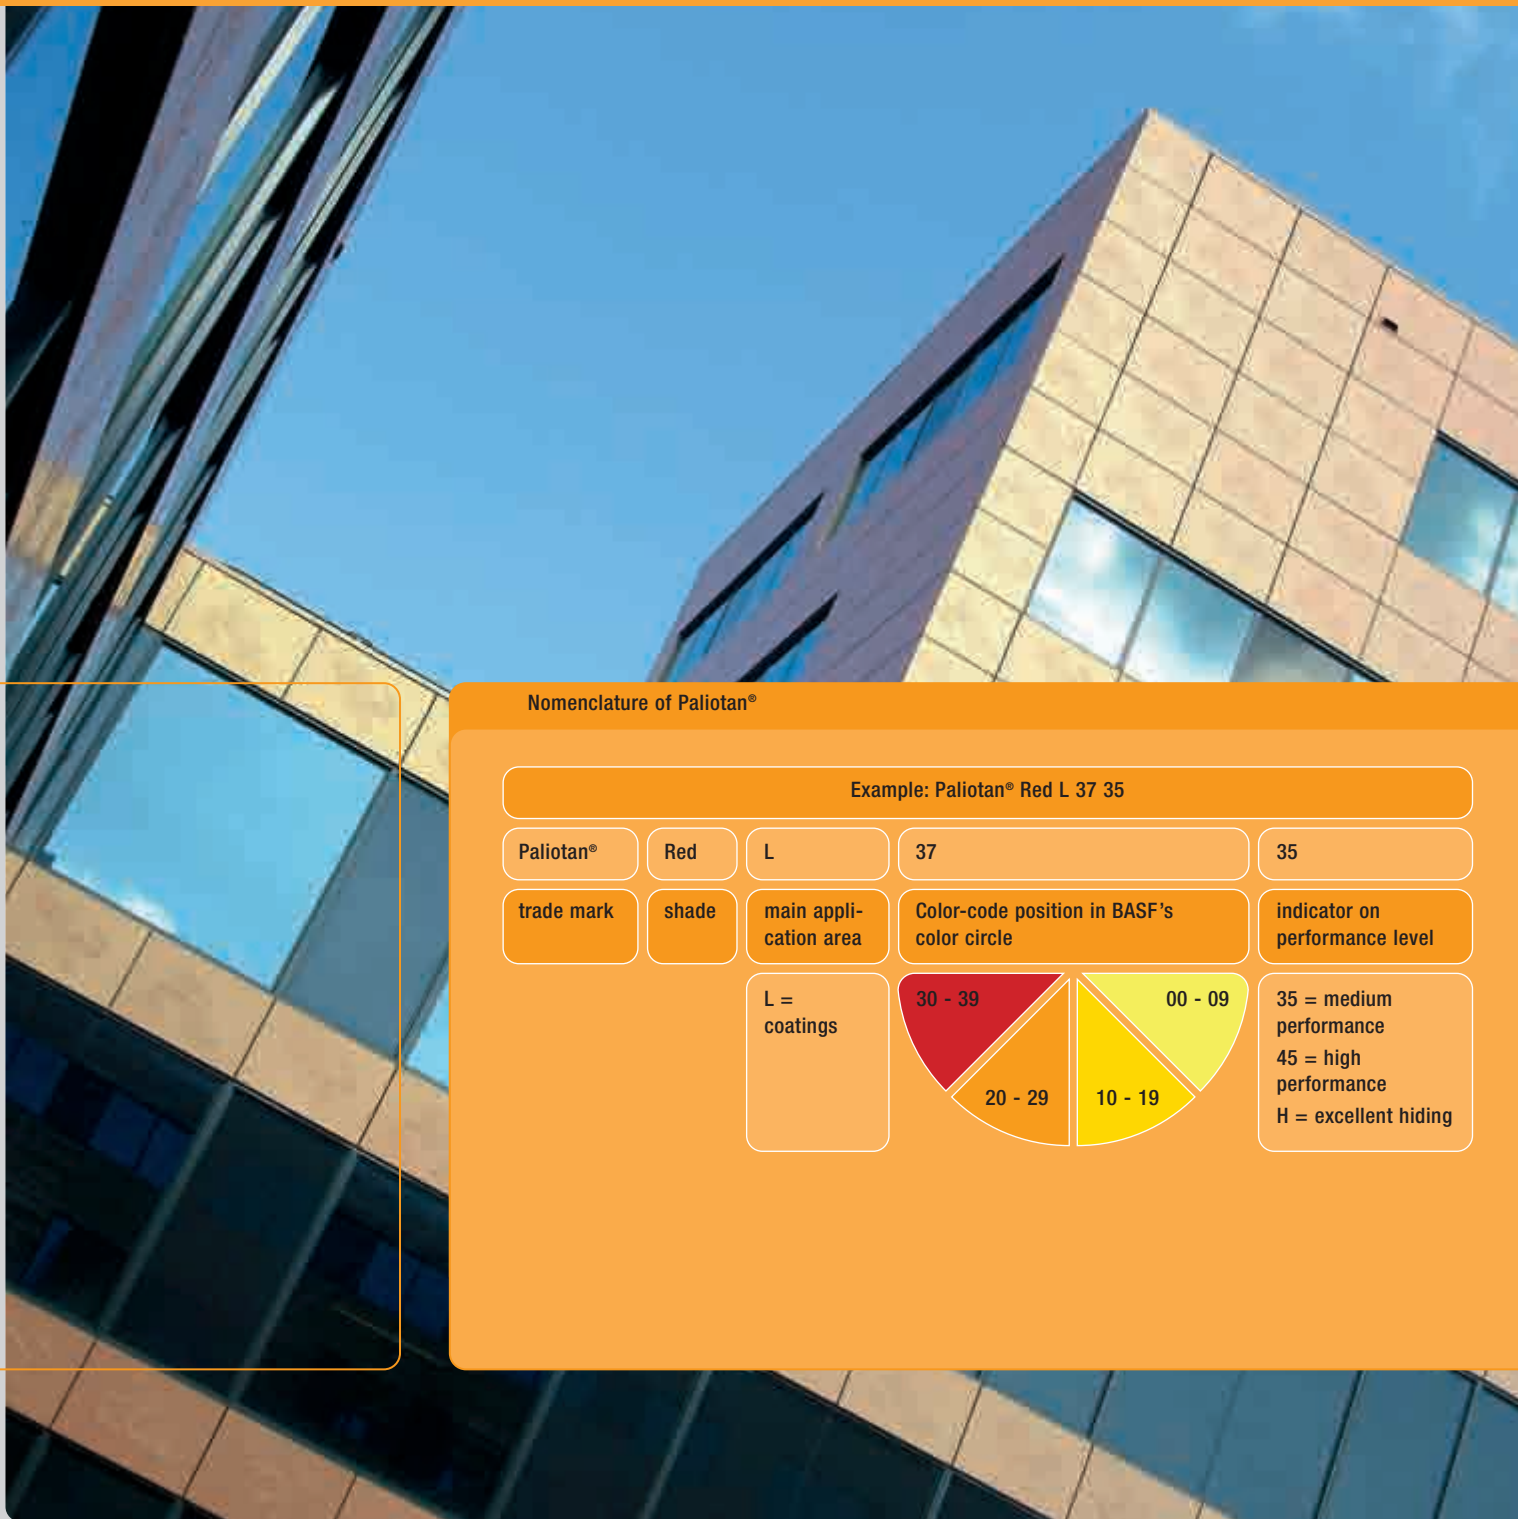 Nomenclature of Paliotan®
Example: Paliotan® Red L 37 35
Paliotan®
Red
L
37
35
trade mark
shade
main appli-
cation area
Color-code position in BASF's
color circle
indicator on
performance level
L =
coatings
30 - 39
20 - 29
10 - 19
00 - 09
35 = medium
performance
45 = high
performance
H = excellent hiding